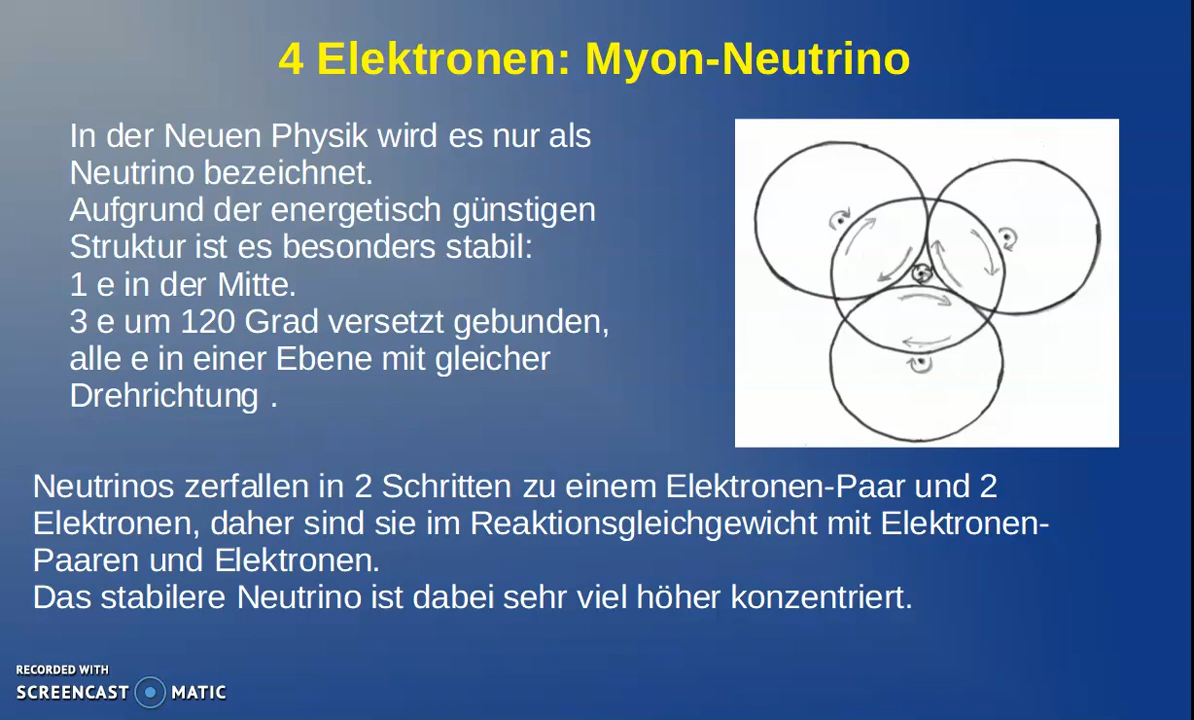 4 Elektronen: Myon-Neutrino
In der Neuen Physik wird es nur als
Neutrino bezeichnet.
Aufgrund der energetisch günstigen
Struktur ist es besonders stabil:
1 e in der Mitte.
3 e um 120 Grad versetzt gebunden,
alle e in einer Ebene mit gleicher
Drehrichtung .
Neutrinos zerfallen in 2 Schritten zu einem Elektronen-Paar und 2
Elektronen, daher sind sie im Reaktionsgleichgewicht mit Elektronen-
Paaren und Elektronen.
Das stabilere Neutrino ist dabei sehr viel höher konzentriert.
RECORDED WITH
SCREENCAST MATIC